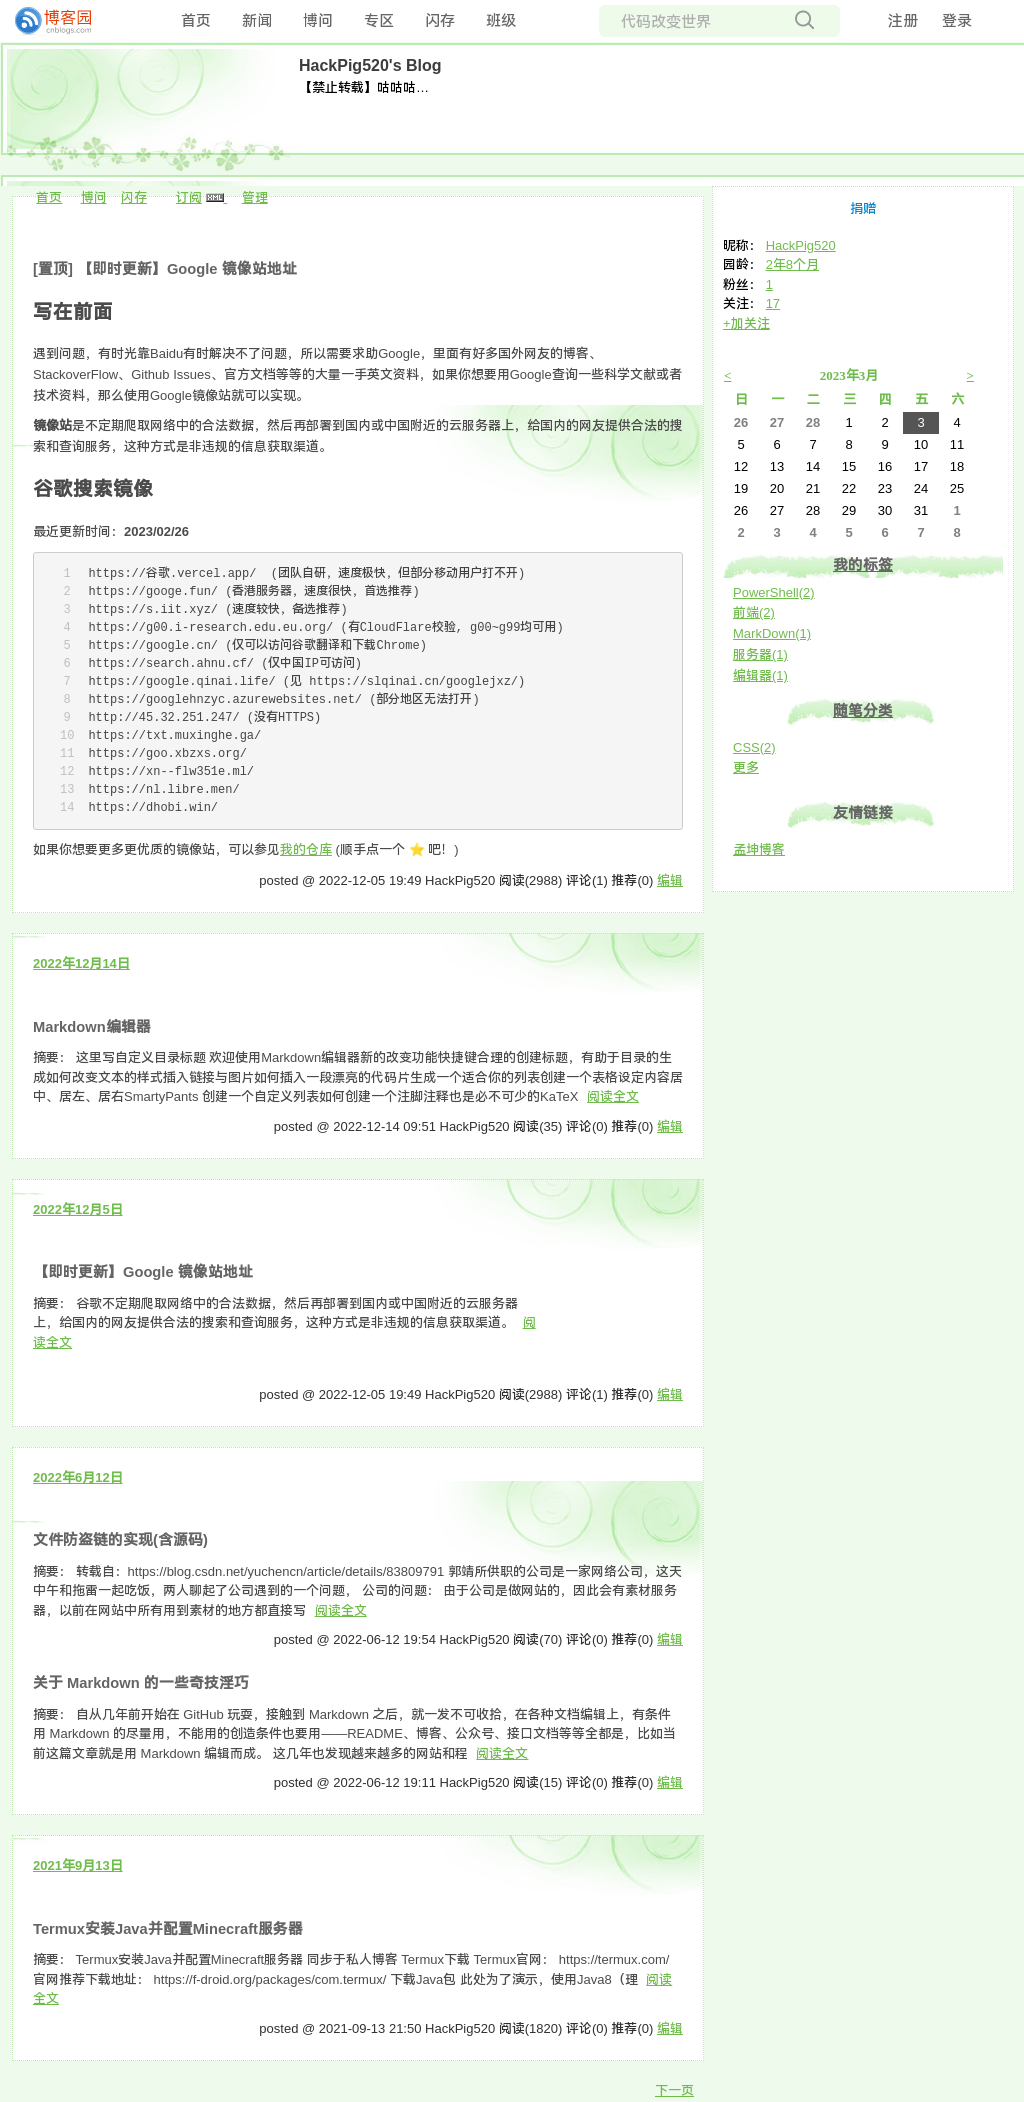 博客园
cnblogs.com
首页 新闻 博问 专区 闪存 班级 代码改变世界 注册 登录
HackPig520's Blog
【禁止转载】咕咕咕…
首页 博问 闪存 订阅 XML 管理
[置顶] 【即时更新】Google 镜像站地址
写在前面
遇到问题，有时光靠Baidu有时解决不了问题，所以需要求助Google，里面有好多国外网友的博客、
StackoverFlow、Github Issues、官方文档等等的大量一手英文资料，如果你想要用Google查询一些科学文献或者
技术资料，那么使用Google镜像站就可以实现。
镜像站是不定期爬取网络中的合法数据，然后再部署到国内或中国附近的云服务器上，给国内的网友提供合法的搜
索和查询服务，这种方式是非违规的信息获取渠道。
谷歌搜索镜像
最近更新时间：2023/02/26
1 https://谷歌.vercel.app/ (团队自研，速度极快，但部分移动用户打不开)
2 https://googe.fun/ (香港服务器，速度很快，首选推荐)
3 https://s.iit.xyz/ (速度较快，备选推荐)
4 https://g00.i-research.edu.eu.org/ (有CloudFlare校验, g00~g99均可用)
5 https://google.cn/ (仅可以访问谷歌翻译和下载Chrome)
6 https://search.ahnu.cf/ (仅中国IP可访问)
7 https://google.qinai.life/ (见 https://slqinai.cn/googlejxz/)
8 https://googlehnzyc.azurewebsites.net/ (部分地区无法打开)
9 http://45.32.251.247/ (没有HTTPS)
10 https://txt.muxinghe.ga/
11 https://goo.xbzxs.org/
12 https://xn--flw351e.ml/
13 https://nl.libre.men/
14 https://dhobi.win/
如果你想要更多更优质的镜像站，可以参见我的仓库 (顺手点一个 ⭐ 吧！)
posted @ 2022-12-05 19:49 HackPig520 阅读(2988) 评论(1) 推荐(0) 编辑
2022年12月14日
Markdown编辑器
摘要： 这里写自定义目录标题 欢迎使用Markdown编辑器新的改变功能快捷键合理的创建标题，有助于目录的生
成如何改变文本的样式插入链接与图片如何插入一段漂亮的代码片生成一个适合你的列表创建一个表格设定内容居
中、居左、居右SmartyPants 创建一个自定义列表如何创建一个注脚注释也是必不可少的KaTeX 阅读全文
posted @ 2022-12-14 09:51 HackPig520 阅读(35) 评论(0) 推荐(0) 编辑
2022年12月5日
【即时更新】Google 镜像站地址
摘要： 谷歌不定期爬取网络中的合法数据，然后再部署到国内或中国附近的云服务器
上，给国内的网友提供合法的搜索和查询服务，这种方式是非违规的信息获取渠道。 阅
读全文
posted @ 2022-12-05 19:49 HackPig520 阅读(2988) 评论(1) 推荐(0) 编辑
2022年6月12日
文件防盗链的实现(含源码)
摘要： 转载自：https://blog.csdn.net/yuchencn/article/details/83809791 郭靖所供职的公司是一家网络公司，这天
中午和拖雷一起吃饭，两人聊起了公司遇到的一个问题， 公司的问题： 由于公司是做网站的，因此会有素材服务
器，以前在网站中所有用到素材的地方都直接写 阅读全文
posted @ 2022-06-12 19:54 HackPig520 阅读(70) 评论(0) 推荐(0) 编辑
关于 Markdown 的一些奇技淫巧
摘要： 自从几年前开始在 GitHub 玩耍，接触到 Markdown 之后，就一发不可收拾，在各种文档编辑上，有条件
用 Markdown 的尽量用，不能用的创造条件也要用——README、博客、公众号、接口文档等等全都是，比如当
前这篇文章就是用 Markdown 编辑而成。 这几年也发现越来越多的网站和程 阅读全文
posted @ 2022-06-12 19:11 HackPig520 阅读(15) 评论(0) 推荐(0) 编辑
2021年9月13日
Termux安装Java并配置Minecraft服务器
摘要： Termux安装Java并配置Minecraft服务器 同步于私人博客 Termux下载 Termux官网： https://termux.com/
官网推荐下载地址： https://f-droid.org/packages/com.termux/ 下载Java包 此处为了演示，使用Java8（理 阅读
全文
posted @ 2021-09-13 21:50 HackPig520 阅读(1820) 评论(0) 推荐(0) 编辑
下一页
捐赠
昵称： HackPig520
园龄： 2年8个月
粉丝： 1
关注： 17
+加关注
< 2023年3月 >
日 一 二 三 四 五 六
26 27 28 1 2 3 4
5 6 7 8 9 10 11
12 13 14 15 16 17 18
19 20 21 22 23 24 25
26 27 28 29 30 31 1
2 3 4 5 6 7 8
我的标签
PowerShell(2)
前端(2)
MarkDown(1)
服务器(1)
编辑器(1)
随笔分类
CSS(2)
更多
友情链接
孟坤博客